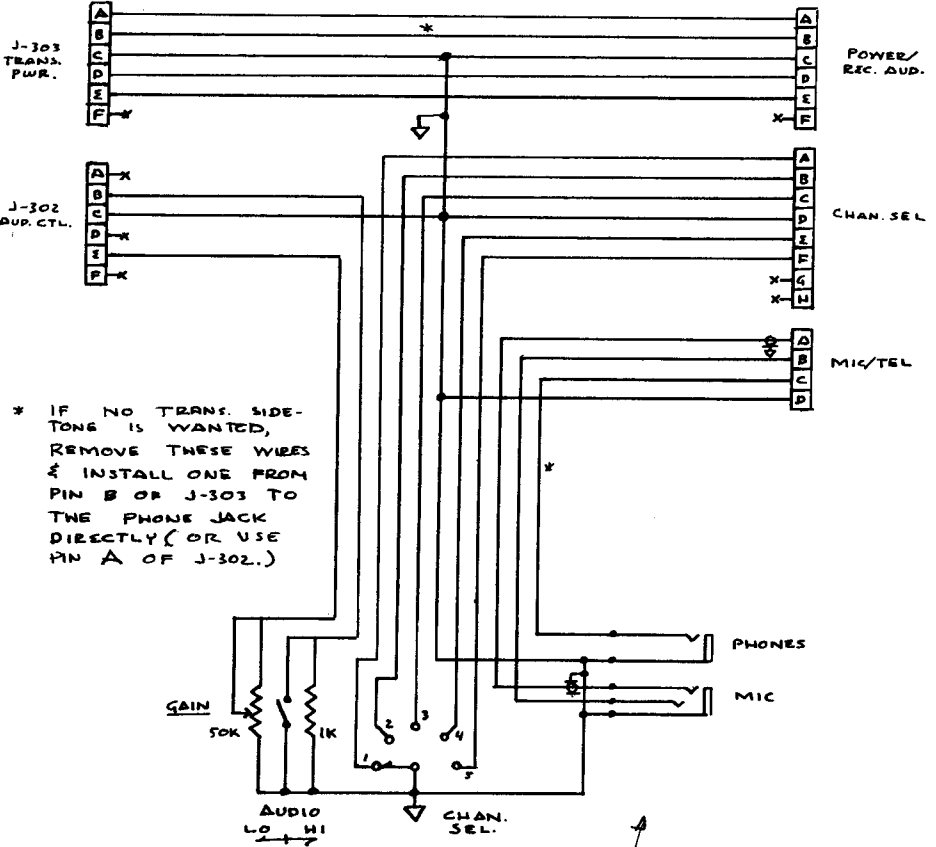 J-303
TRANS.
PWR.
A
B
C
D
E
F
*
A
B
C
D
E
F
POWER/
REC. AUD.
J-302
AUD. CTL.
A
B
C
D
E
F
A
B
C
D
E
F
G
H
CHAN. SEL
A
B
C
D
MIC/TEL
* IF NO TRANS. SIDE-
TONE IS WANTED,
REMOVE THESE WIRES
& INSTALL ONE FROM
PIN B OF J-303 TO
THE PHONE JACK
DIRECTLY (OR USE
PIN A OF J-302.)
*
PHONES
MIC
GAIN
50K
1K
1
2
3
4
5
AUDIO
LO HI
CHAN.
SEL.